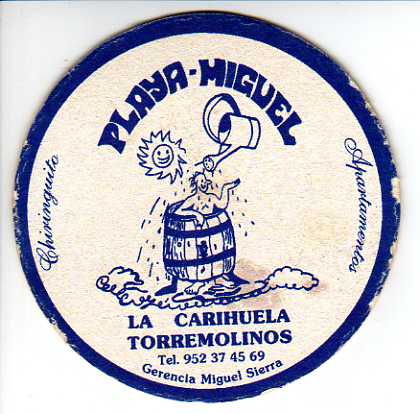 PLAYA-MIGUEL
Chiringuito
Apartamentos
LA CARIHUELA
TORREMOLINOS
Tel. 952 37 45 69
Gerencia Miguel Sierra